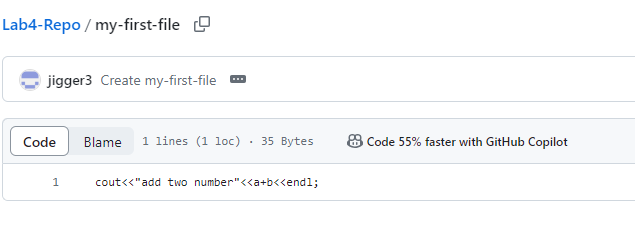 Lab4-Repo / my-first-file
jigger3 Create my-first-file
Code Blame 1 lines (1 loc) · 35 Bytes Code 55% faster with GitHub Copilot
1 cout<<"add two number"<<a+b<<endl;